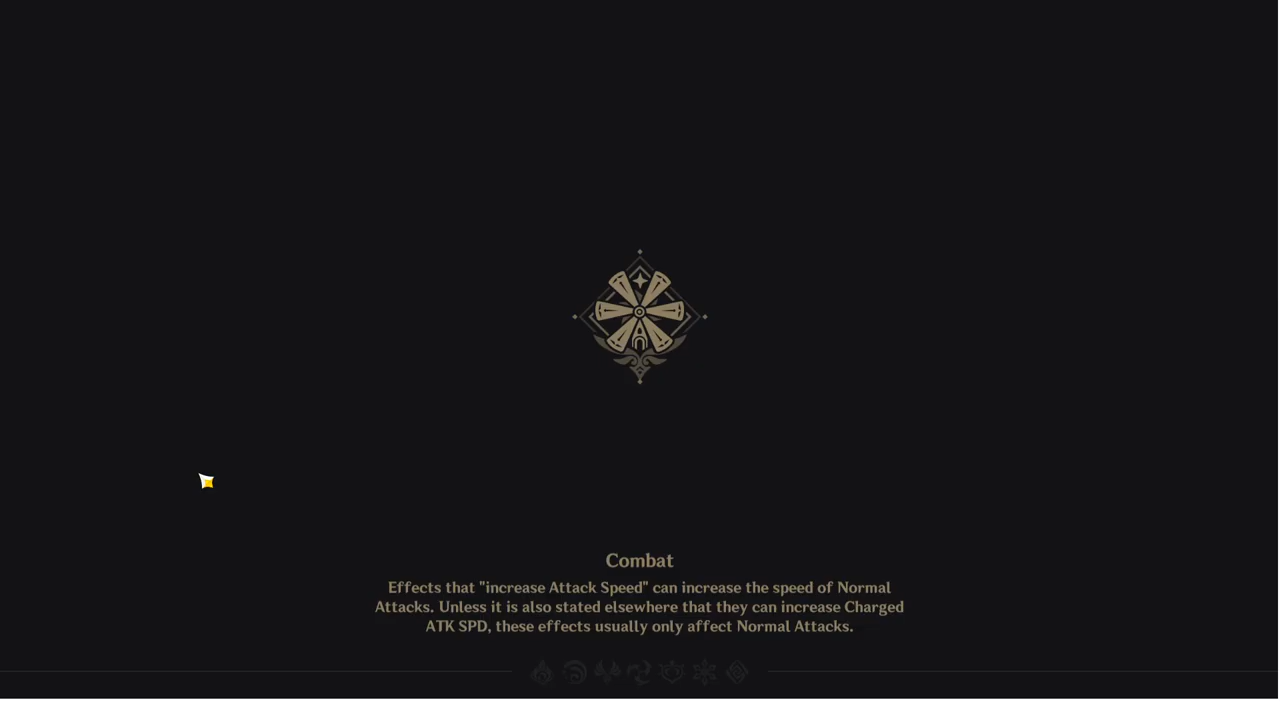 Combat
Effects that "increase Attack Speed" can increase the speed of Normal
Attacks. Unless it is also stated elsewhere that they can increase Charged
ATK SPD, these effects usually only affect Normal Attacks.